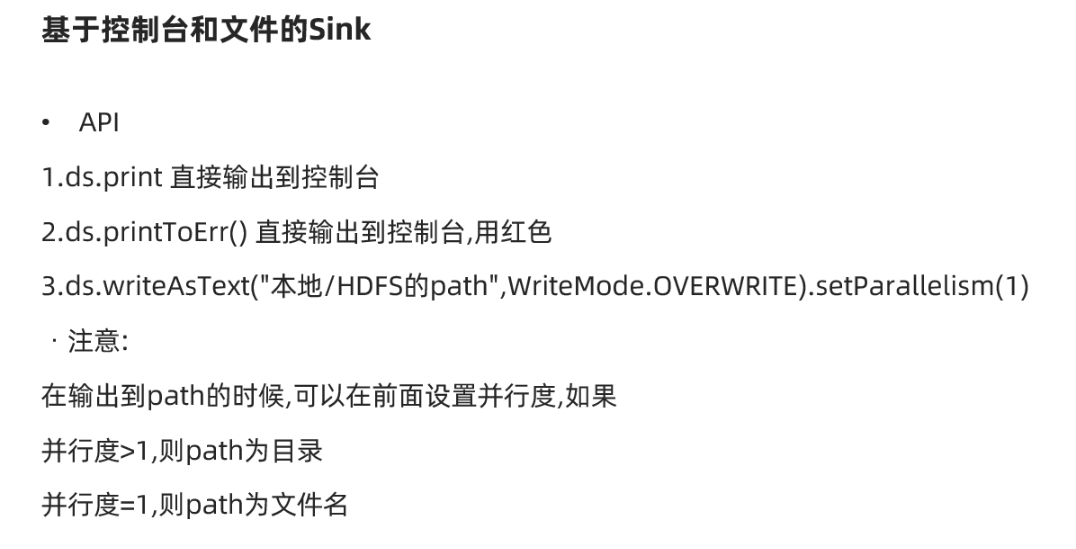 基于控制台和文件的Sink
• API
1.ds.print 直接输出到控制台
2.ds.printToErr() 直接输出到控制台,用红色
3.ds.writeAsText("本地/HDFS的path",WriteMode.OVERWRITE).setParallelism(1)
· 注意:
在输出到path的时候,可以在前面设置并行度,如果
并行度>1,则path为目录
并行度=1,则path为文件名